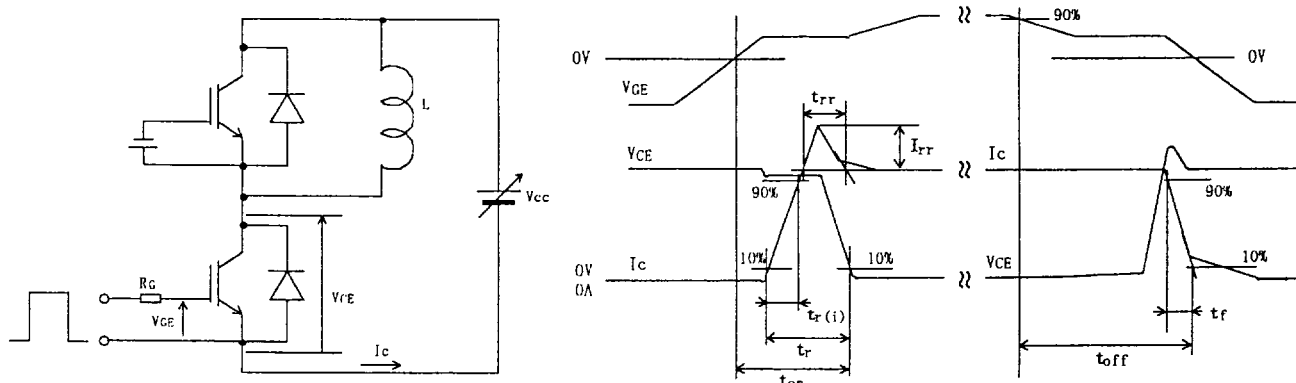 L
Vcc
RG
VGE
VCE
Ic
0V
VGE
VCE
Ic
0V
0A
90%
10%
10%
trr
Irr
tr(i)
tr
ton
90%
0V
Ic
VCE
90%
10%
tf
toff